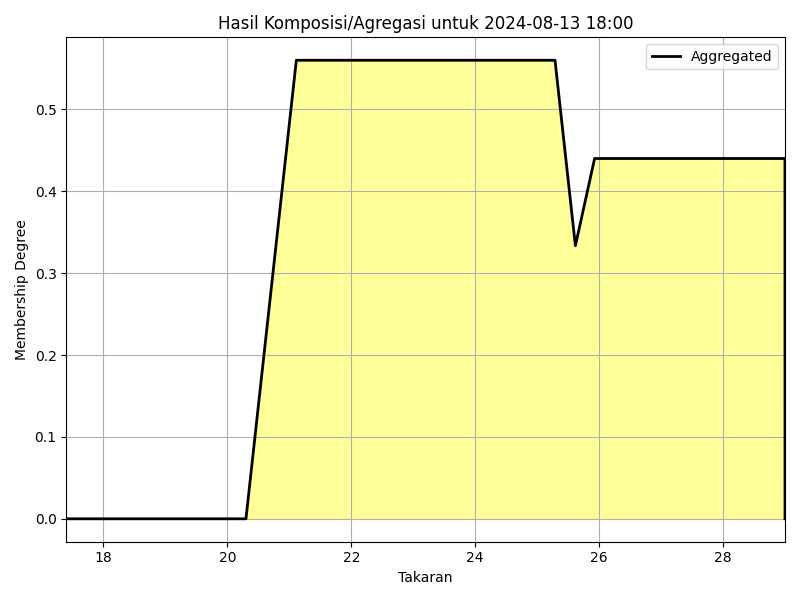 Hasil Komposisi/Agregasi untuk 2024-08-13 18:00
Aggregated
Membership Degree
0.5
0.4
0.3
0.2
0.1
0.0
18 20 22 24 26 28
Takaran